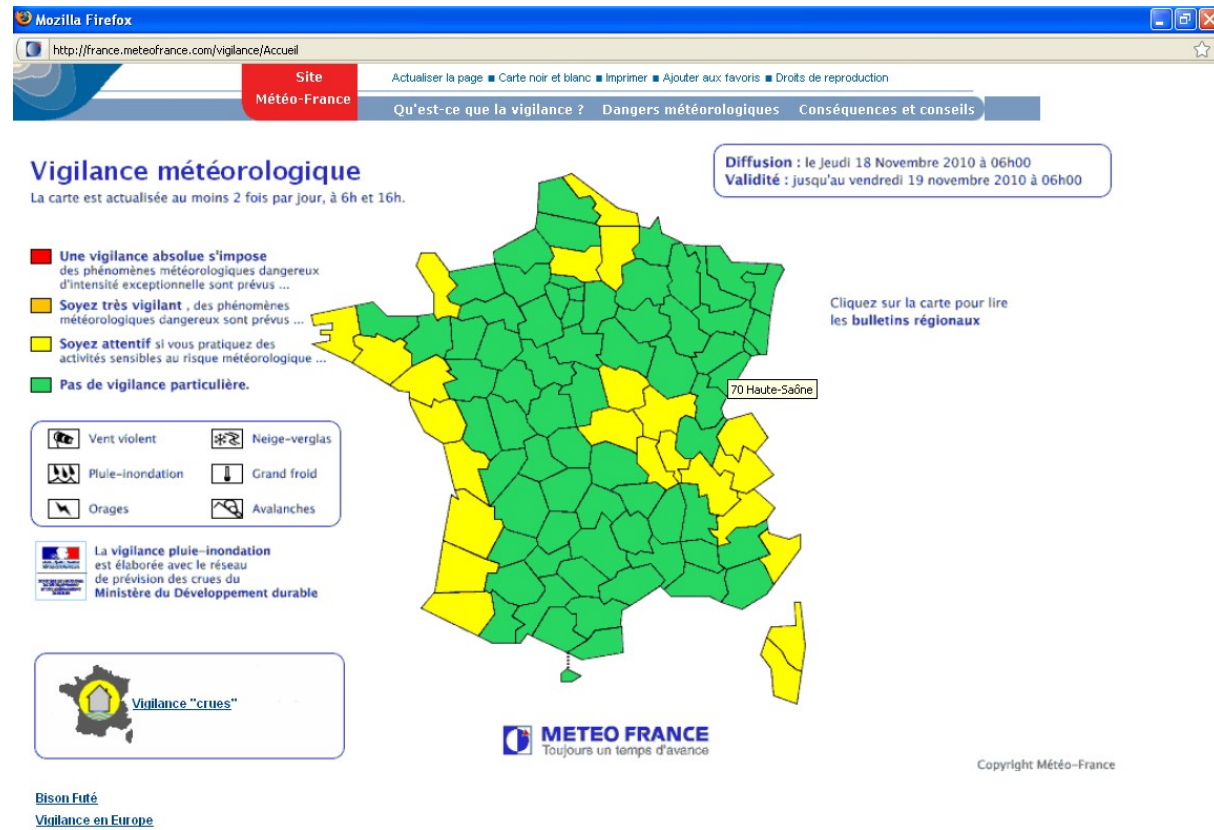 Mozilla Firefox
http://france.meteofrance.com/vigilance/Accueil
Site
Météo-France
Actualiser la page ■ Carte noir et blanc ■ Imprimer ■ Ajouter aux favoris ■ Droits de reproduction
Qu'est-ce que la vigilance ? Dangers météorologiques Conséquences et conseils
Vigilance météorologique
La carte est actualisée au moins 2 fois par jour, à 6h et 16h.
Diffusion : le Jeudi 18 Novembre 2010 à 06h00
Validité : jusqu'au vendredi 19 novembre 2010 à 06h00
Une vigilance absolue s'impose
des phénomènes météorologiques dangereux
d'intensité exceptionnelle sont prévus ...
Soyez très vigilant , des phénomènes
météorologiques dangereux sont prévus ...
Soyez attentif si vous pratiquez des
activités sensibles au risque météorologique ...
Pas de vigilance particulière.
Cliquez sur la carte pour lire
les bulletins régionaux
70 Haute-Saône
Vent violent
Neige-verglas
Pluie-inondation
Grand froid
Orages
Avalanches
La vigilance pluie-inondation
est élaborée avec le réseau
de prévision des crues du
Ministère du Développement durable
Vigilance "crues"
METEO FRANCE
Toujours un temps d'avance
Copyright Météo-France
Bison Futé
Vigilance en Europe